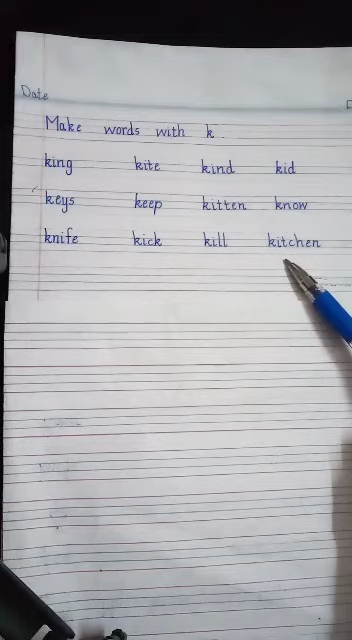 Date
Make words with k
king kite kind kid
keys keep kitten know
knife kick kill kitchen